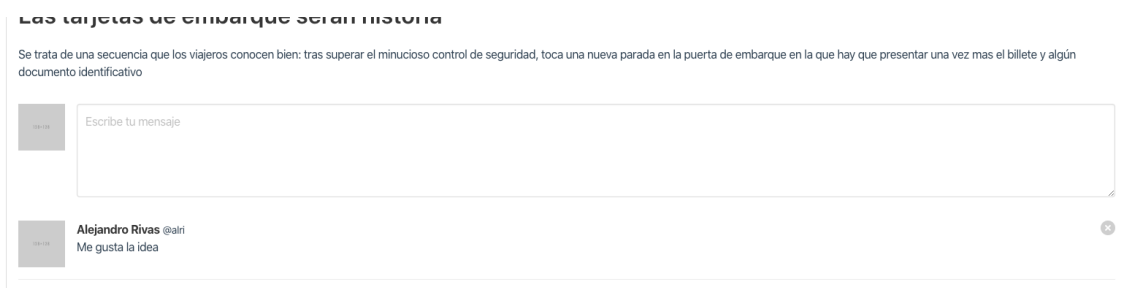 Las tarjetas de embarque serán historia
Se trata de una secuencia que los viajeros conocen bien: tras superar el minucioso control de seguridad, toca una nueva parada en la puerta de embarque en la que hay que presentar una vez mas el billete y algún
documento identificativo
Escribe tu mensaje
Alejandro Rivas @alri
Me gusta la idea